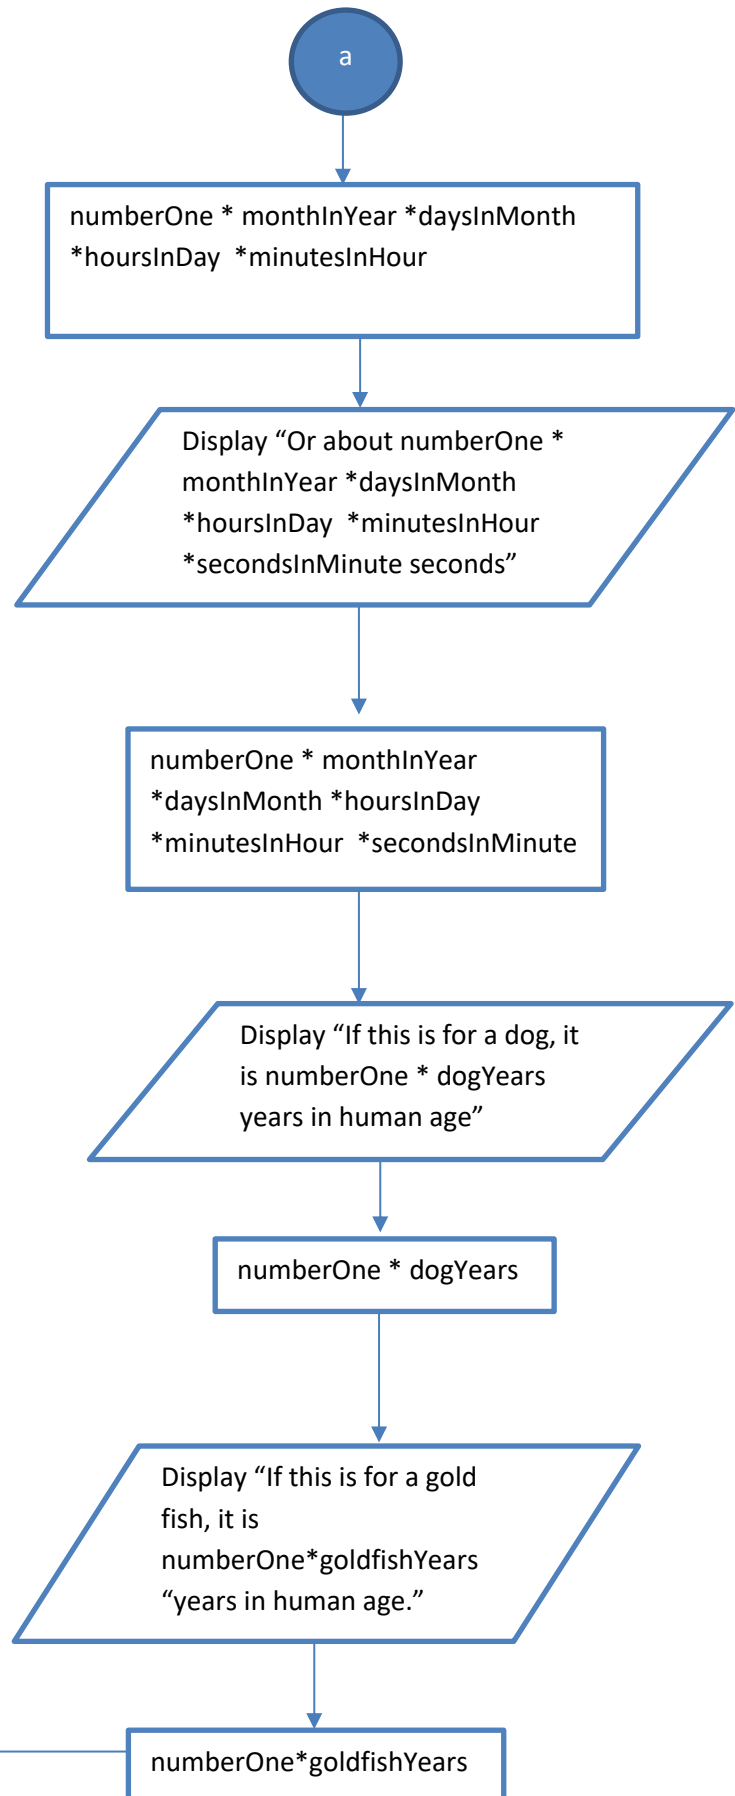 a
numberOne * monthInYear *daysInMonth
*hoursInDay  *minutesInHour
Display “Or about numberOne *
monthInYear *daysInMonth
*hoursInDay  *minutesInHour
*secondsInMinute seconds”
numberOne * monthInYear
*daysInMonth *hoursInDay
*minutesInHour  *secondsInMinute
Display “If this is for a dog, it
is numberOne * dogYears
years in human age”
numberOne * dogYears
Display “If this is for a gold
fish, it is
numberOne*goldfishYears
“years in human age.”
numberOne*goldfishYears